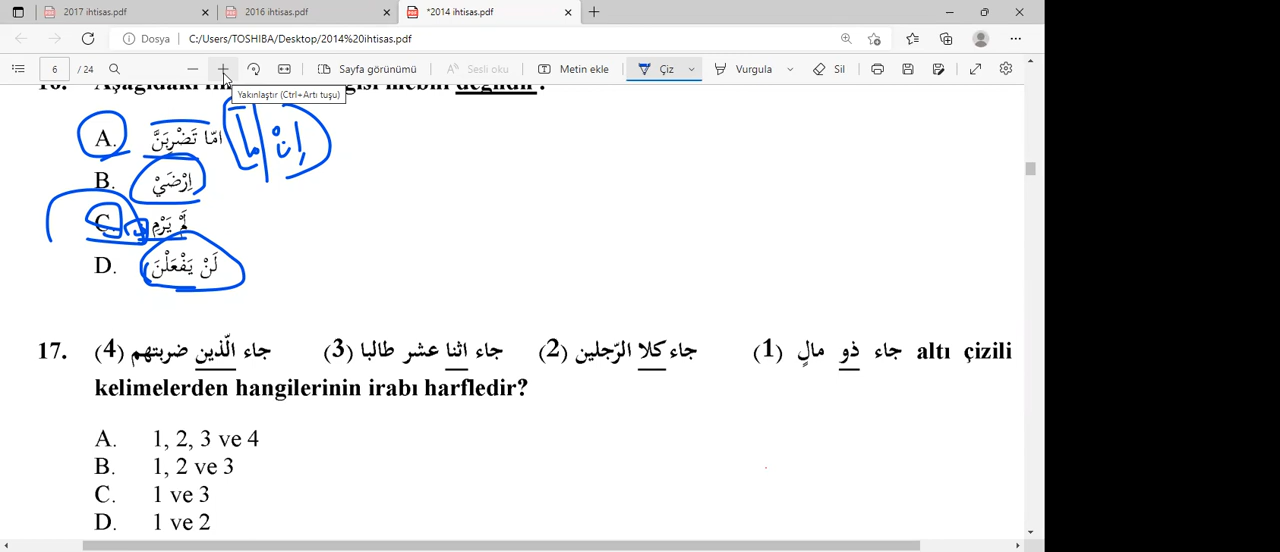 2017 ihtisas.pdf
2016 ihtisas.pdf
*2014 ihtisas.pdf
Dosya
C:/Users/TOSHIBA/Desktop/2014%20ihtisas.pdf
6 / 24
Sayfa görünümü
Sesli oku
Metin ekle
Çiz
Vurgula
Sil
Yakınlaştır (Ctrl+Artı tuşu)
değildir?
A. امّا تَضْرِبَنَّ
اِنْ مَا
B. اِرْضَيْ
C. لَمْ يَرْمِ
D. لَنْ يَفْعَلْنَ
17. جاء الّذين ضربتهم (4) جاء اثنا عشر طالبا (3) جاء كلا الرّجلين (2) جاء ذو مالٍ (1) altı çizili
kelimelerden hangilerinin irabı harfledir?
A. 1, 2, 3 ve 4
B. 1, 2 ve 3
C. 1 ve 3
D. 1 ve 2